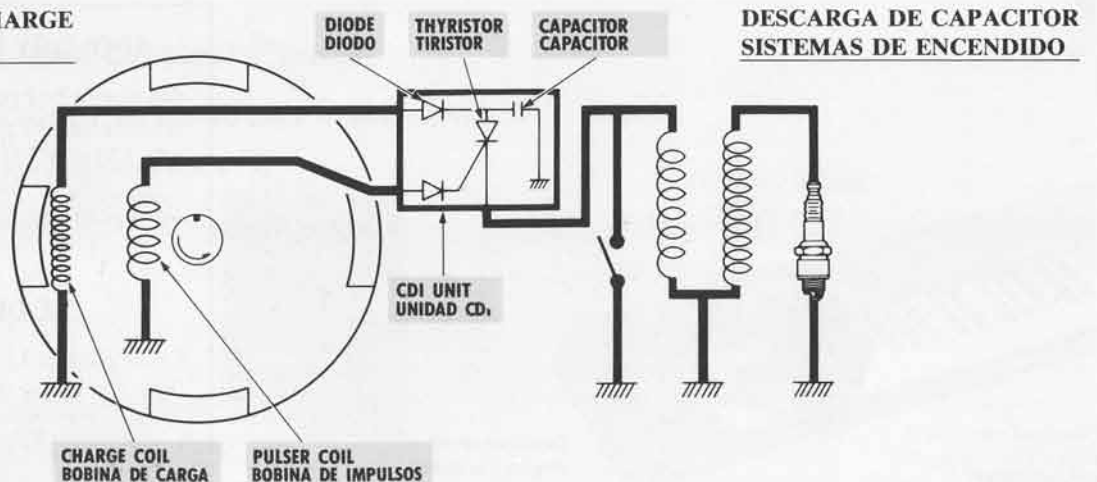 HARGE
DIODE
DIODO
THYRISTOR
TIRISTOR
CAPACITOR
CAPACITOR
DESCARGA DE CAPACITOR
SISTEMAS DE ENCENDIDO
CDI UNIT
UNIDAD CDI
CHARGE COIL
BOBINA DE CARGA
PULSER COIL
BOBINA DE IMPULSOS